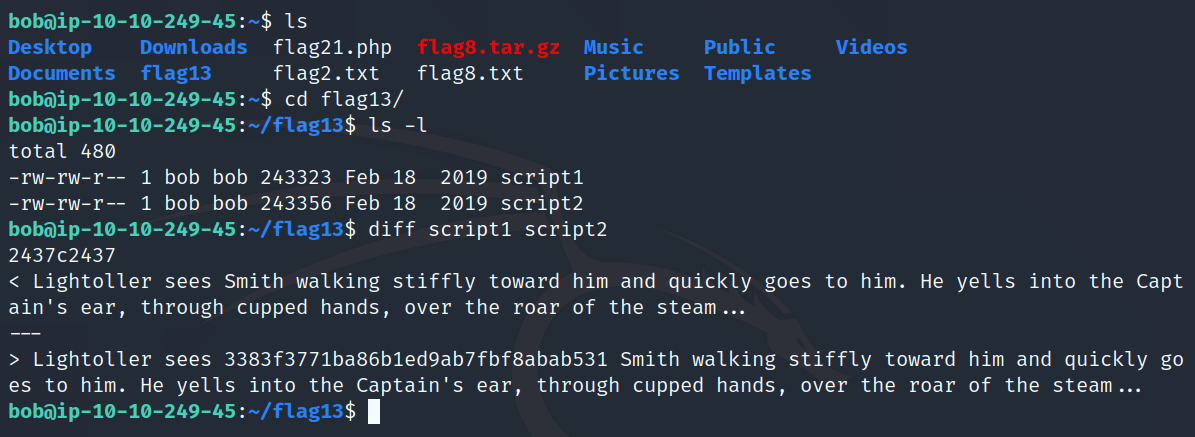 bob@ip-10-10-249-45:~$ ls
Desktop    Downloads  flag21.php  flag8.tar.gz  Music     Public     Videos
Documents  flag13     flag2.txt   flag8.txt     Pictures  Templates
bob@ip-10-10-249-45:~$ cd flag13/
bob@ip-10-10-249-45:~/flag13$ ls -l
total 480
-rw-rw-r-- 1 bob bob 243323 Feb 18  2019 script1
-rw-rw-r-- 1 bob bob 243356 Feb 18  2019 script2
bob@ip-10-10-249-45:~/flag13$ diff script1 script2
2437c2437
< Lightoller sees Smith walking stiffly toward him and quickly goes to him. He yells into the Capt
ain's ear, through cupped hands, over the roar of the steam...
---
> Lightoller sees 3383f3771ba86b1ed9ab7fbf8abab531 Smith walking stiffly toward him and quickly go
es to him. He yells into the Captain's ear, through cupped hands, over the roar of the steam...
bob@ip-10-10-249-45:~/flag13$